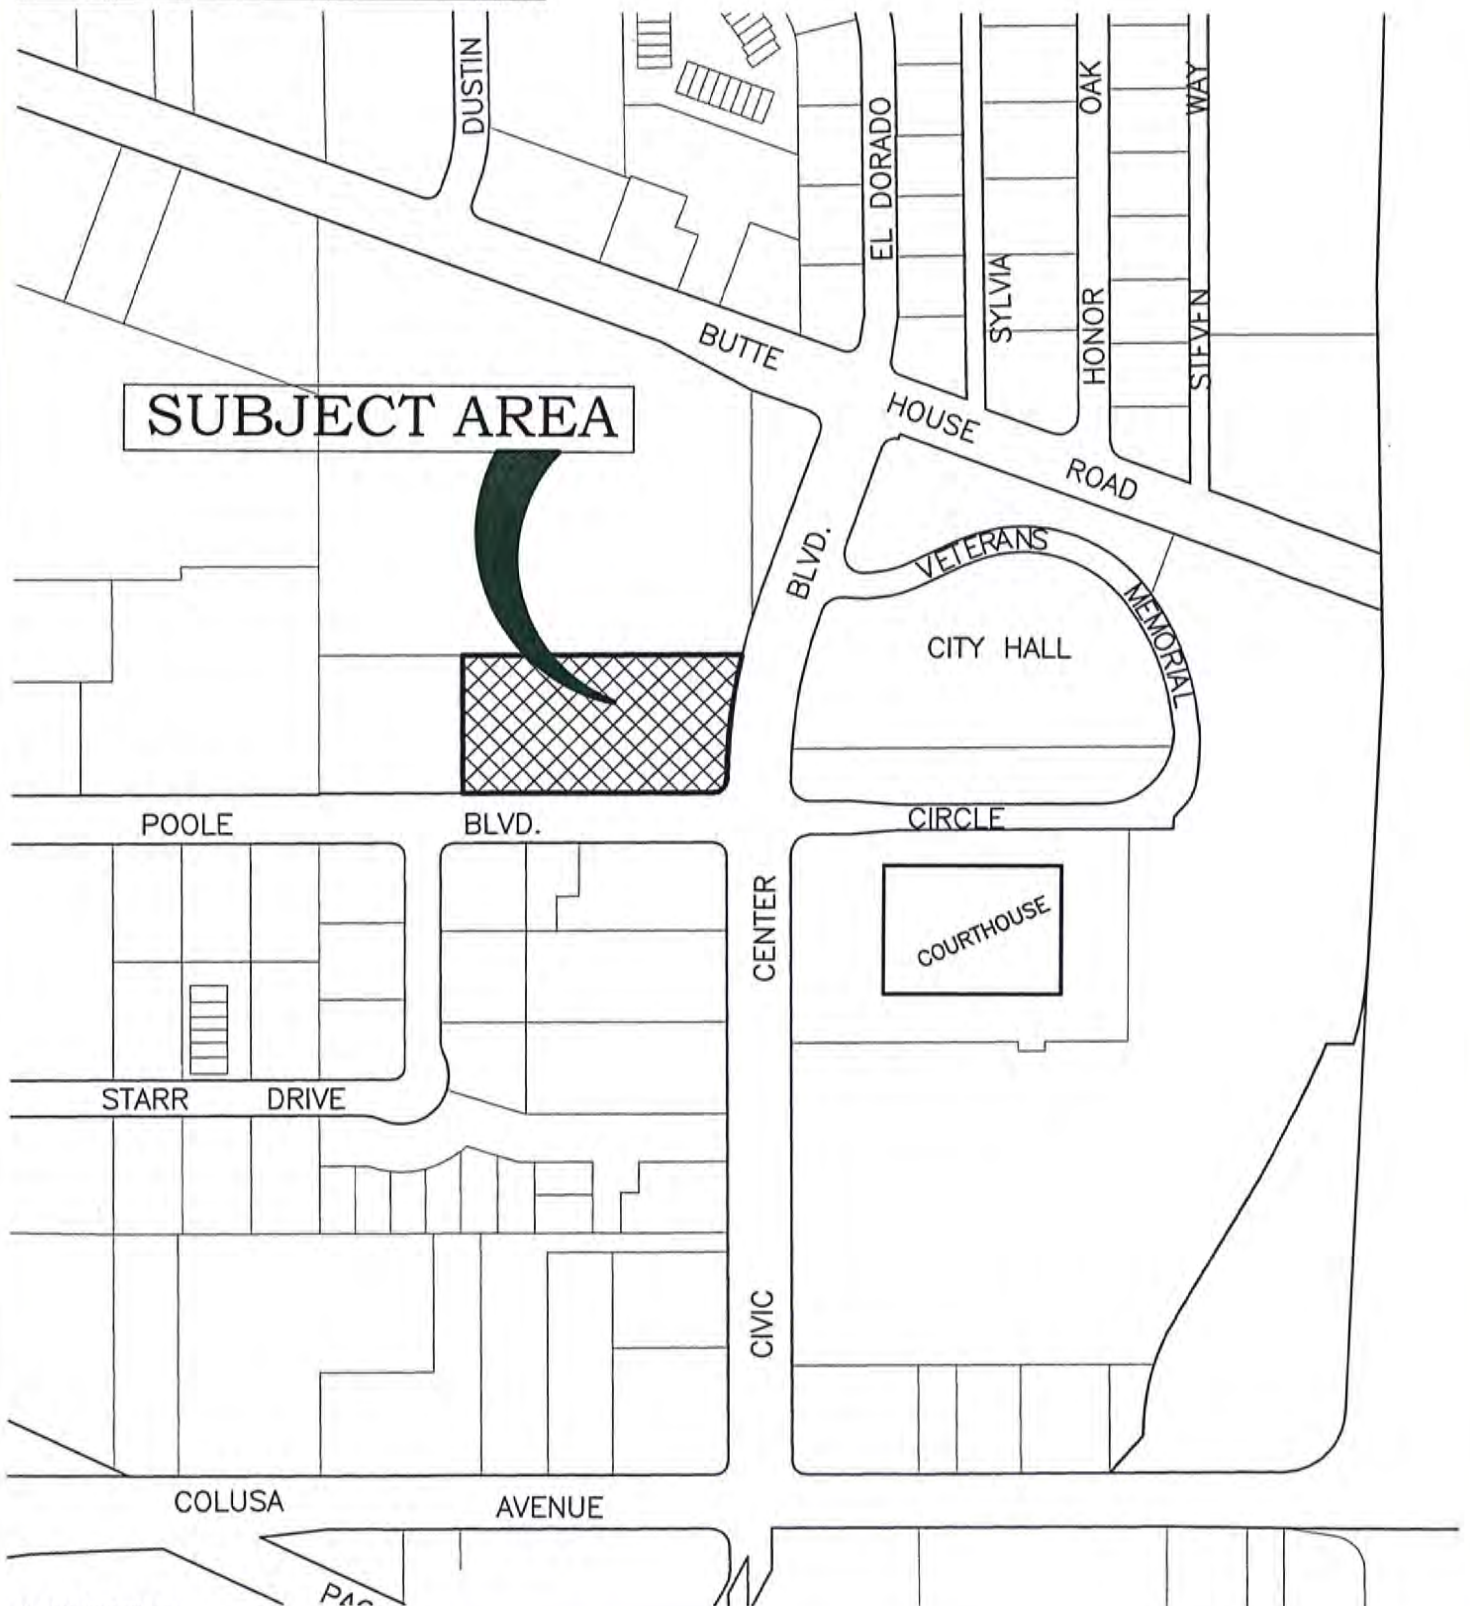 DUSTIN
EL DORADO
SYLVIA
HONOR OAK
STEVEN WAY
BUTTE HOUSE ROAD
SUBJECT AREA
BLVD.
VETERANS MEMORIAL
CITY HALL
POOLE BLVD.
CIRCLE
CENTER
COURTHOUSE
STARR DRIVE
CIVIC
COLUSA AVENUE